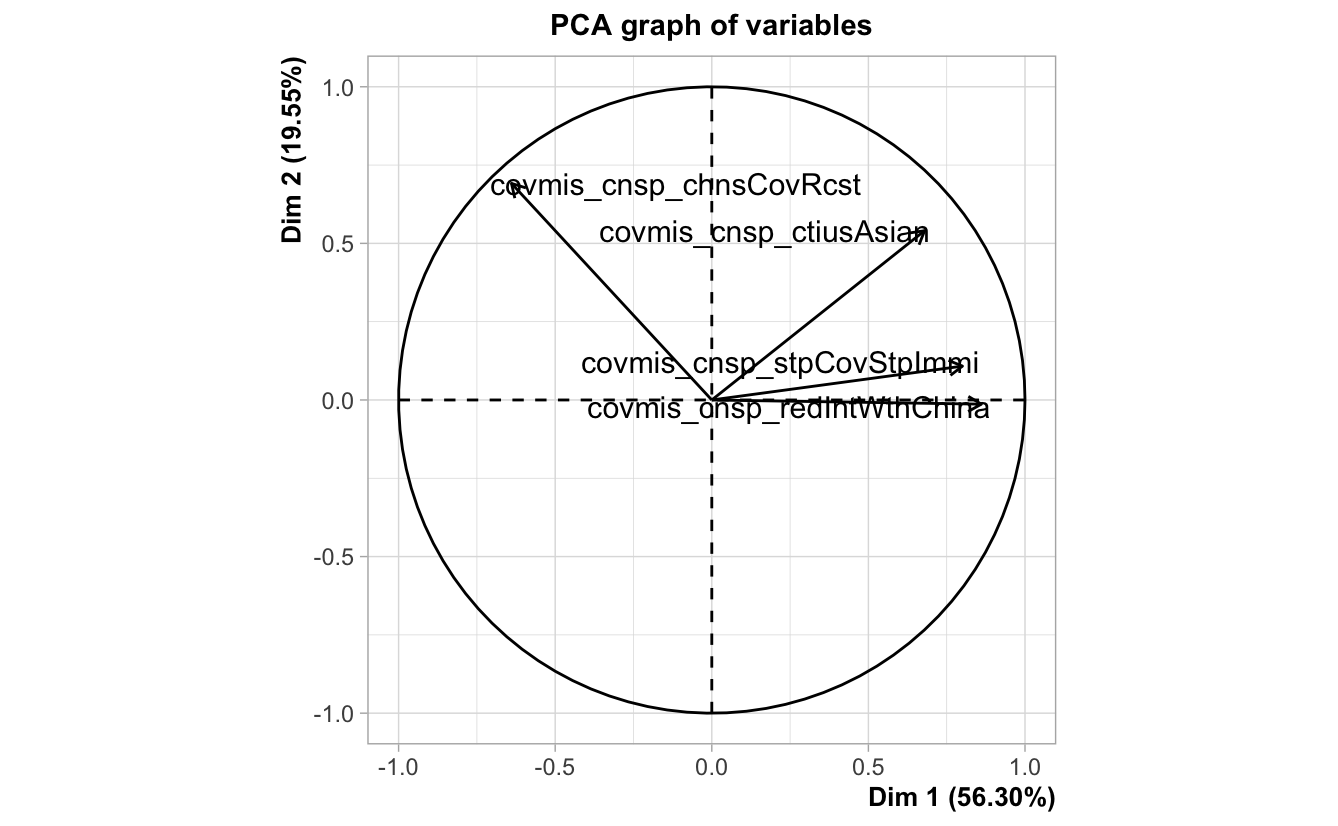 PCA graph of variables
Dim 2 (19.55%)
1.0
0.5
0.0
-0.5
-1.0
covmis_cnsp_chnsCovRcst
covmis_cnsp_ctiusAsian
covmis_cnsp_stpCovStpImmi
covmis_cnsp_redIntWthChina
-1.0
-0.5
0.0
0.5
1.0
Dim 1 (56.30%)